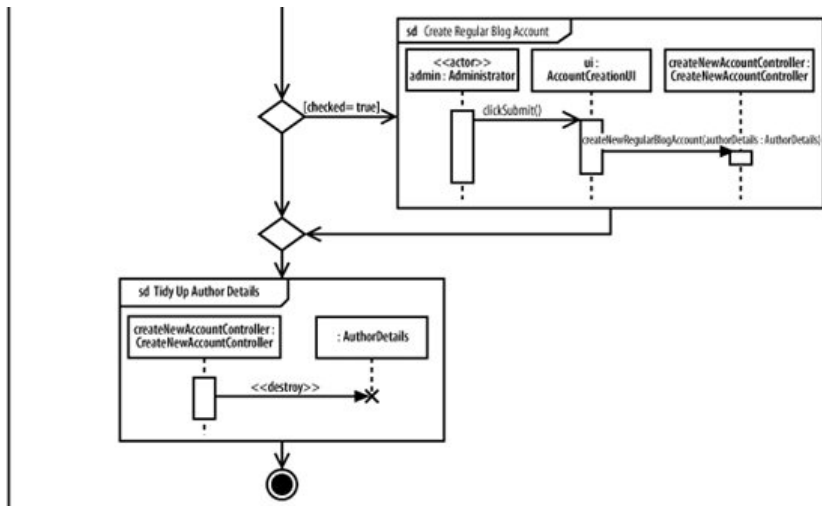 sd Create Regular Blog Account
<<actor>>
admin : Administrator
ui :
AccountCreationUI
createNewAccountController :
CreateNewAccountController
[checked= true]
clickSubmit()
createNewRegularBlogAccount(authorDetails : AuthorDetails)
sd Tidy Up Author Details
createNewAccountController :
CreateNewAccountController
: AuthorDetails
<<destroy>>